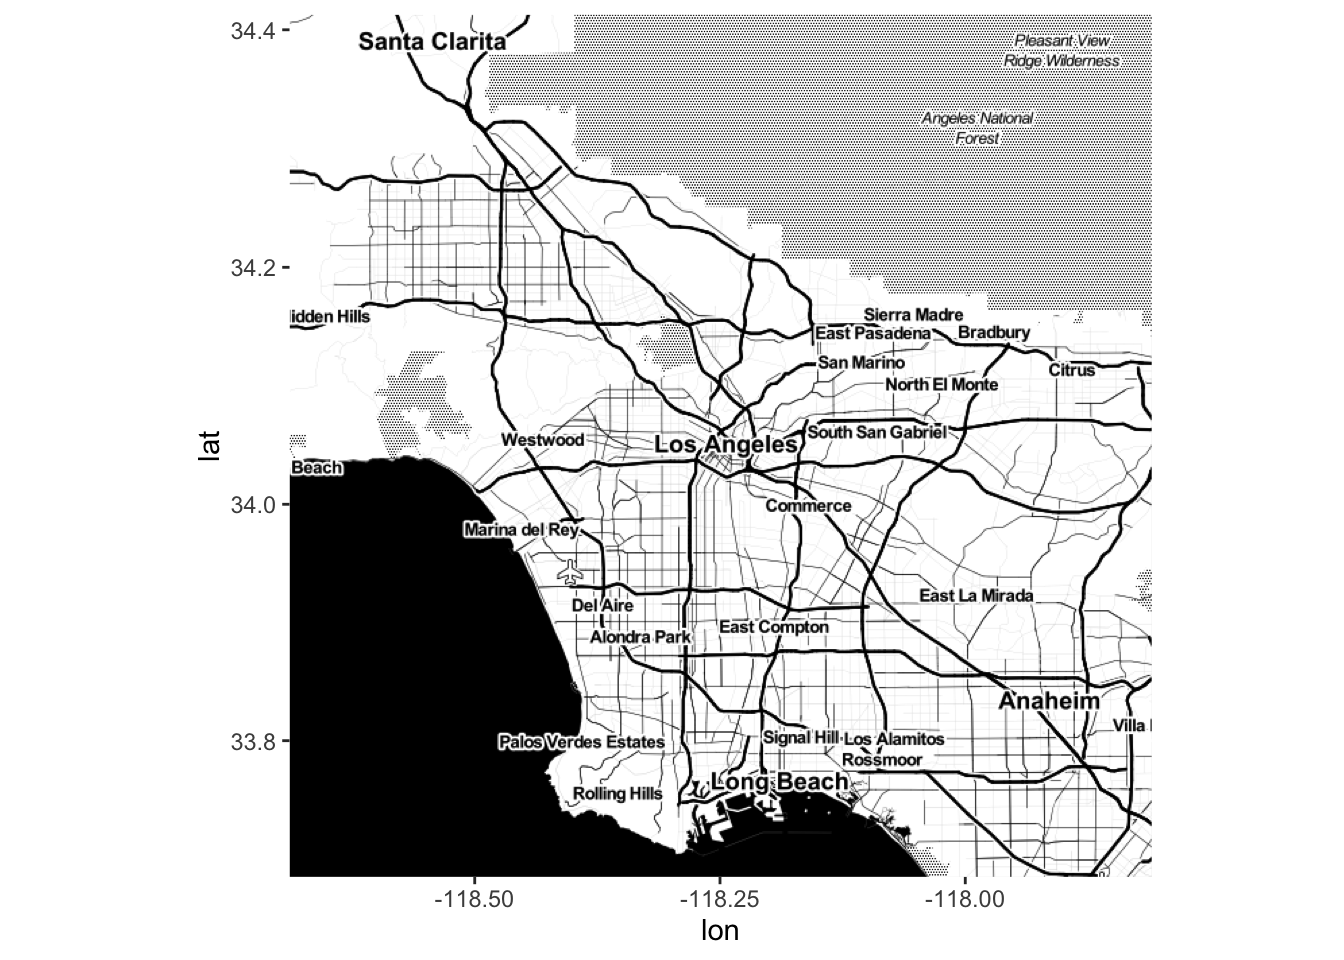 34.4
Santa Clarita
Pleasant View
Ridge Wilderness
Angeles National
Forest
34.2
idden Hills
Sierra Madre
East Pasadena
Bradbury
San Marino
Citrus
North El Monte
Westwood
Los Angeles
South San Gabriel
lat
Beach
34.0
Commerce
Marina del Rey
East La Mirada
Del Aire
East Compton
Alondra Park
Anaheim
Villa
33.8
Palos Verdes Estates
Signal Hill
Los Alamitos
Rossmoor
Long Beach
Rolling Hills
-118.50
-118.25
-118.00
lon